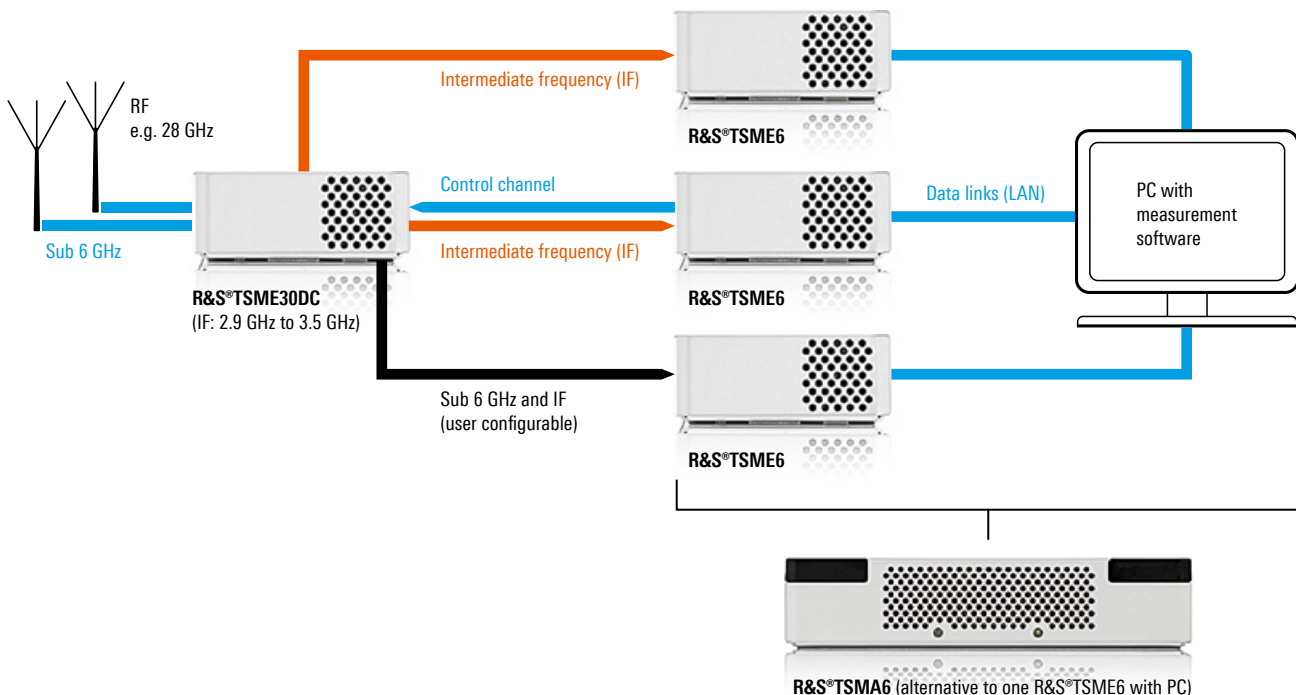 RF
e.g. 28 GHz
Sub 6 GHz
R&S®TSME30DC
(IF: 2.9 GHz to 3.5 GHz)
Intermediate frequency (IF)
R&S®TSME6
Control channel
Intermediate frequency (IF)
R&S®TSME6
Data links (LAN)
PC with
measurement
software
Sub 6 GHz and IF
(user configurable)
R&S®TSME6
R&S®TSMA6 (alternative to one R&S®TSME6 with PC)